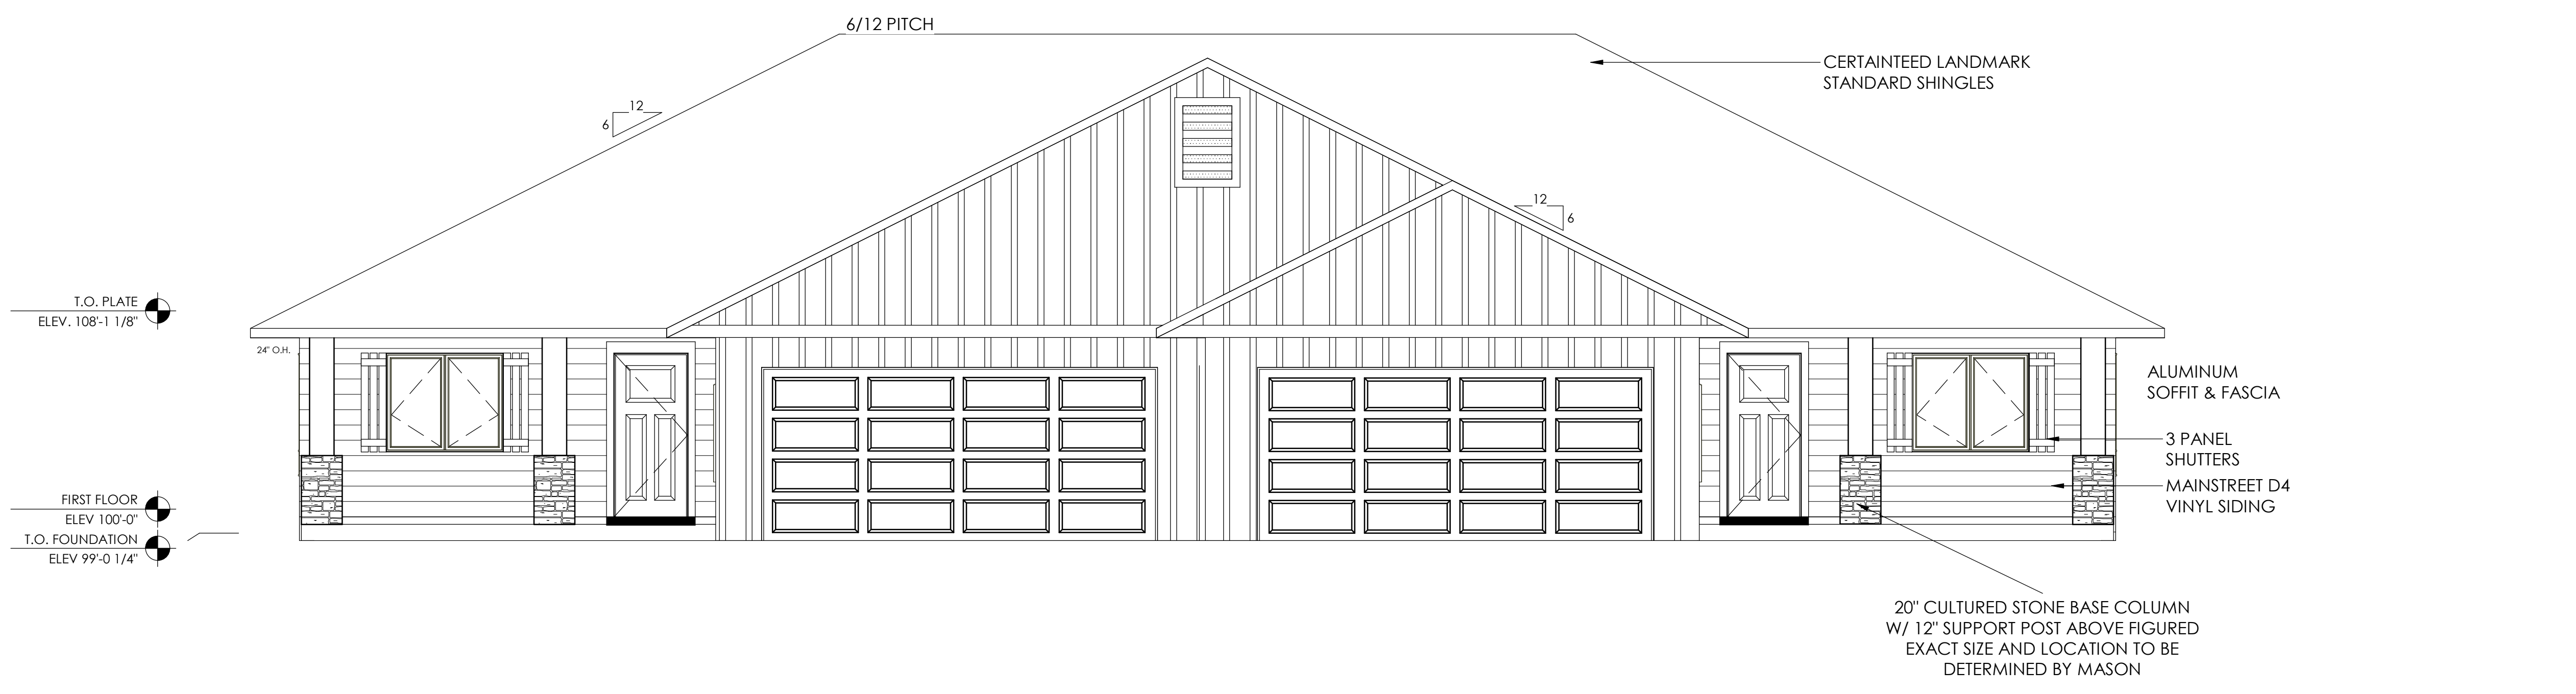 6/12 PITCH
CERTAINTEED LANDMARK
STANDARD SHINGLES
12
6
12
6
T.O. PLATE
ELEV. 108'-1 1/8"
24" O.H.
ALUMINUM
SOFFIT & FASCIA
3 PANEL
SHUTTERS
MAINSTREET D4
VINYL SIDING
FIRST FLOOR
ELEV 100'-0"
T.O. FOUNDATION
ELEV 99'-0 1/4"
20" CULTURED STONE BASE COLUMN
W/ 12" SUPPORT POST ABOVE FIGURED
EXACT SIZE AND LOCATION TO BE
DETERMINED BY MASON